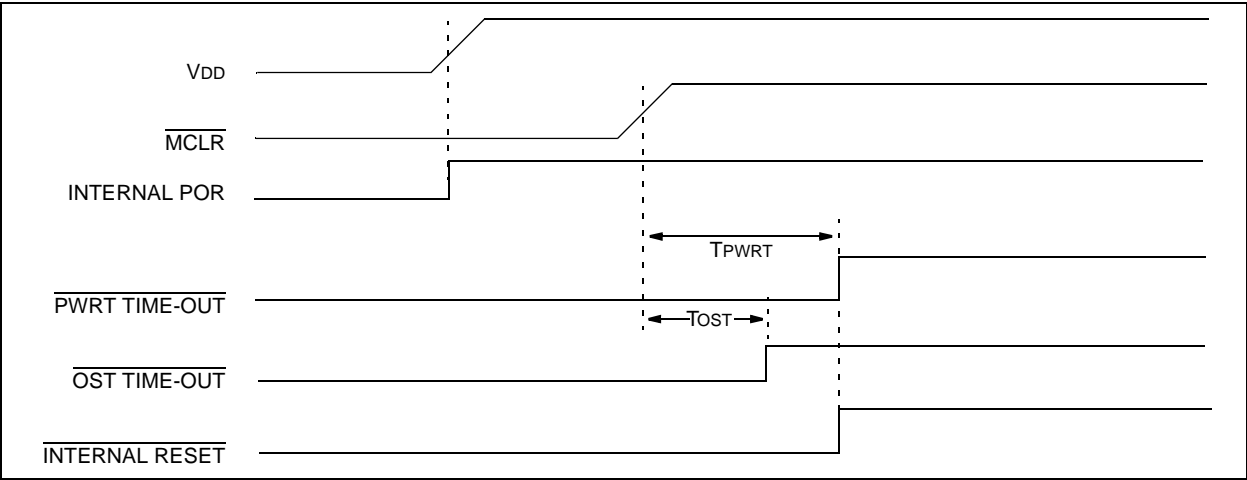 VDD
MCLR
INTERNAL POR
TPWRT
PWRT TIME-OUT
TOST
OST TIME-OUT
INTERNAL RESET